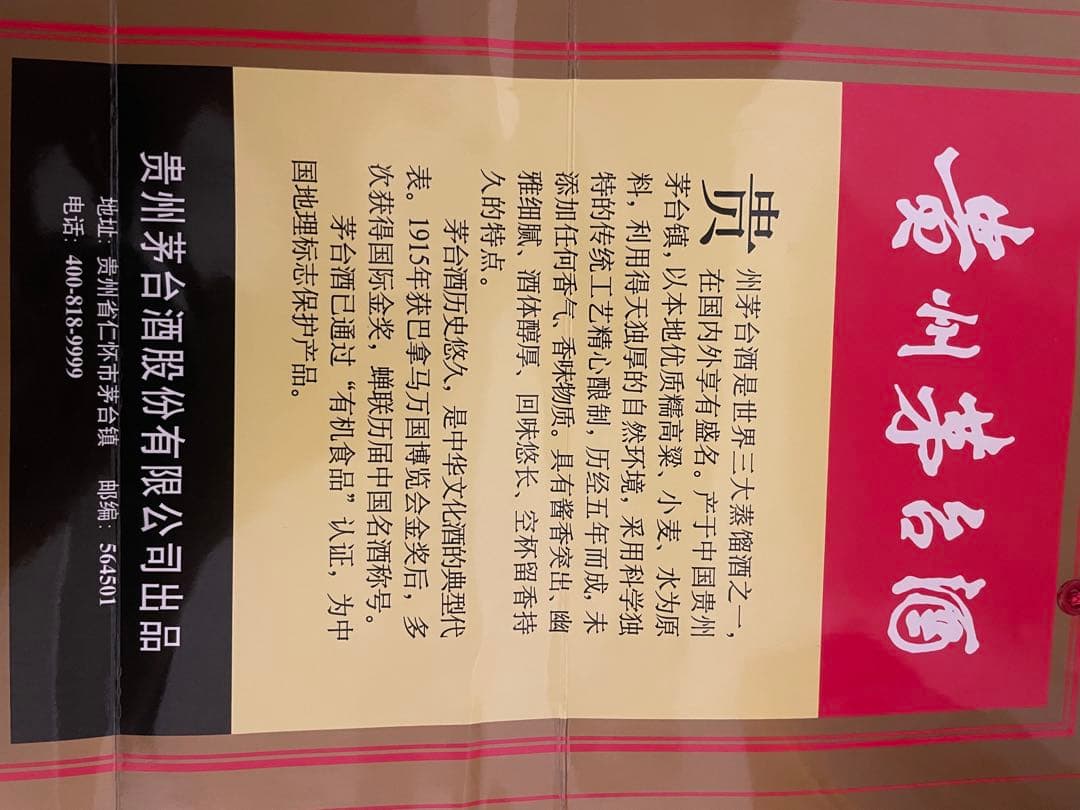 贵州茅台酒
贵州茅台酒是世界三大蒸馏酒之一，
在国内外享有盛名。产于中国贵州
茅台镇，以本地优质糯高粱、小麦、水为原
料，利用得天独厚的自然环境，采用科学独
特的传统工艺精心酿制，历经五年而成，未
添加任何香气、香味物质。具有酱香突出、幽
雅细腻、酒体醇厚、回味悠长、空杯留香持
久的特点。
茅台酒历史悠久，是中华文化酒的典型代
表。1915年获巴拿马万国博览会金奖后，多
次获得国际金奖，蝉联历届中国名酒称号。
茅台酒已通过“有机食品”认证，为中
国地理标志保护产品。
贵州茅台酒股份有限公司出品
地址：贵州省仁怀市茅台镇 邮编：564501
电话：400-818-9999